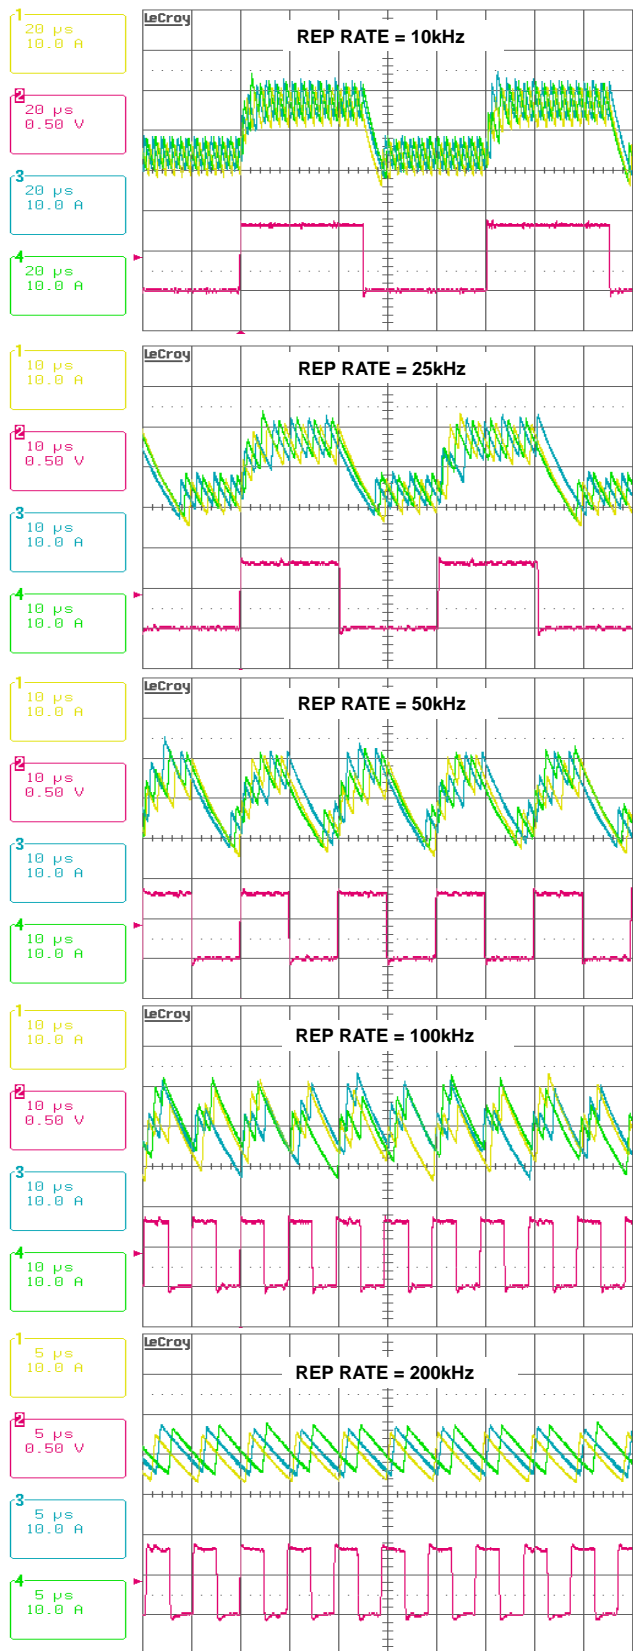 LeCroy
REP RATE = 10kHz
1
20 µs
10.0 A
2
20 µs
0.50 V
3
20 µs
10.0 A
4
20 µs
10.0 A
LeCroy
REP RATE = 25kHz
1
10 µs
10.0 A
2
10 µs
0.50 V
3
10 µs
10.0 A
4
10 µs
10.0 A
LeCroy
REP RATE = 50kHz
1
10 µs
10.0 A
2
10 µs
0.50 V
3
10 µs
10.0 A
4
10 µs
10.0 A
LeCroy
REP RATE = 100kHz
1
10 µs
10.0 A
2
10 µs
0.50 V
3
10 µs
10.0 A
4
10 µs
10.0 A
LeCroy
REP RATE = 200kHz
1
5 µs
10.0 A
2
5 µs
0.50 V
3
5 µs
10.0 A
4
5 µs
10.0 A